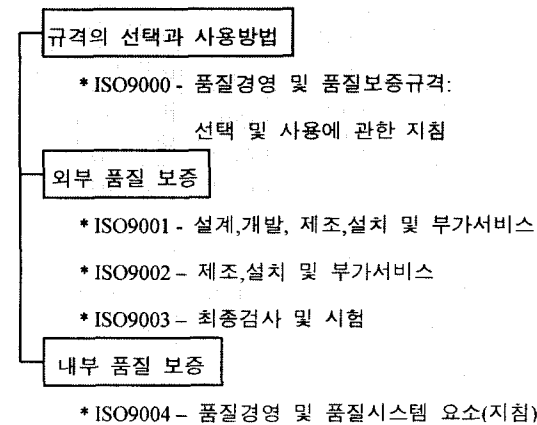 규격의 선택과 사용방법
* ISO9000 - 품질경영 및 품질보증규격:
선택 및 사용에 관한 지침
외부 품질 보증
* ISO9001 - 설계,개발, 제조,설치 및 부가서비스
* ISO9002 – 제조,설치 및 부가서비스
* ISO9003 – 최종검사 및 시험
내부 품질 보증
* ISO9004 – 품질경영 및 품질시스템 요소(지침)